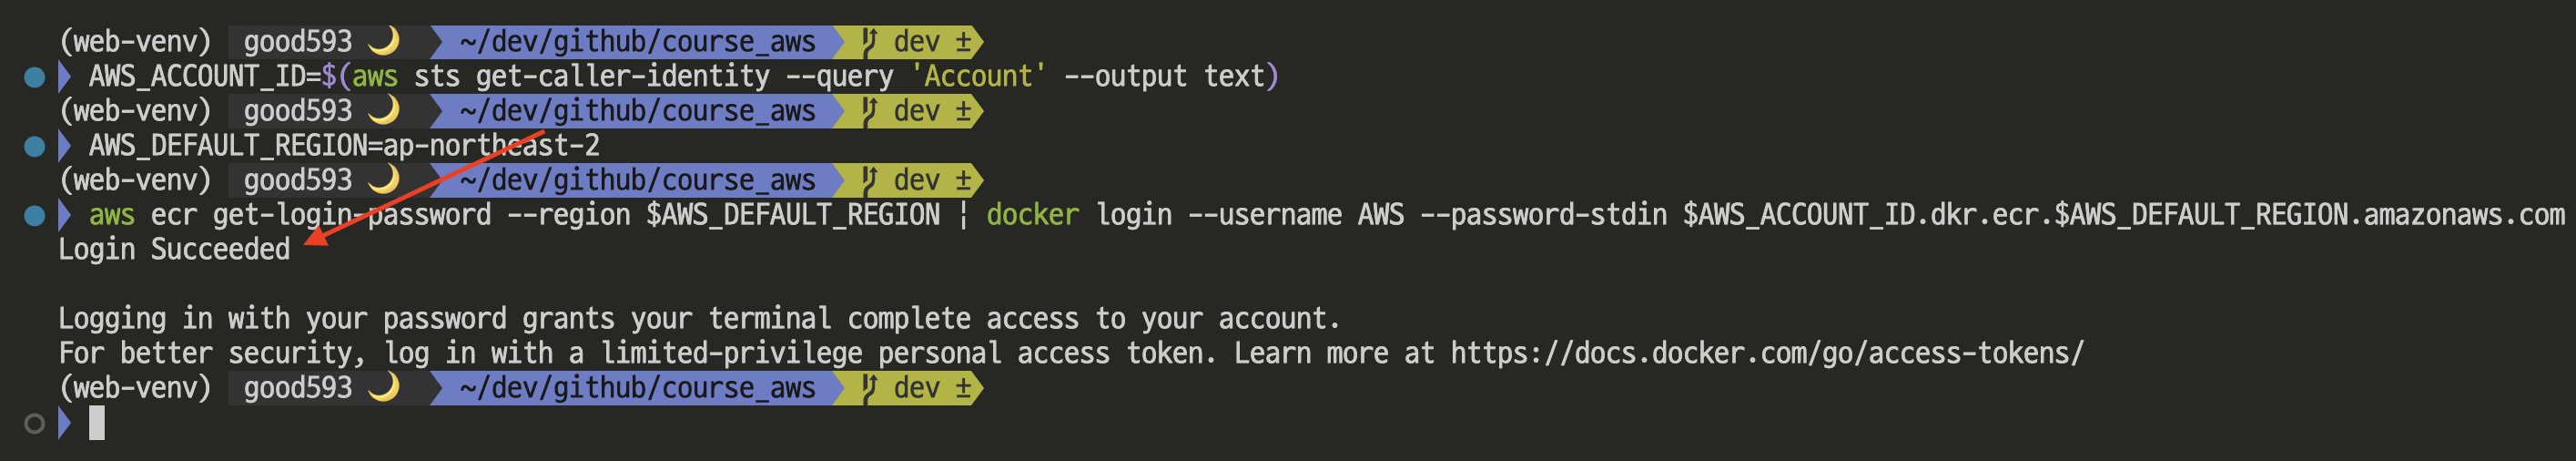 (web-venv) good593 🌙 ~/dev/github/course_aws dev ±
AWS_ACCOUNT_ID=$(aws sts get-caller-identity --query 'Account' --output text)
(web-venv) good593 🌙 ~/dev/github/course_aws dev ±
AWS_DEFAULT_REGION=ap-northeast-2
(web-venv) good593 🌙 ~/dev/github/course_aws dev ±
aws ecr get-login-password --region $AWS_DEFAULT_REGION | docker login --username AWS --password-stdin $AWS_ACCOUNT_ID.dkr.ecr.$AWS_DEFAULT_REGION.amazonaws.com
Login Succeeded
Logging in with your password grants your terminal complete access to your account.
For better security, log in with a limited-privilege personal access token. Learn more at https://docs.docker.com/go/access-tokens/
(web-venv) good593 🌙 ~/dev/github/course_aws dev ±